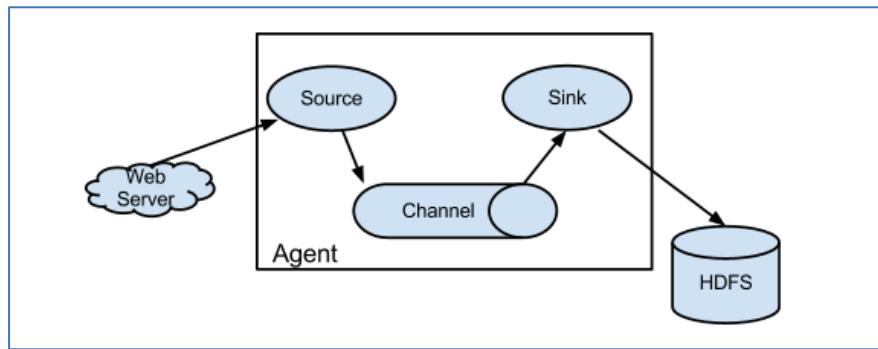 Source
Sink
Web
Server
Channel
Agent
HDFS